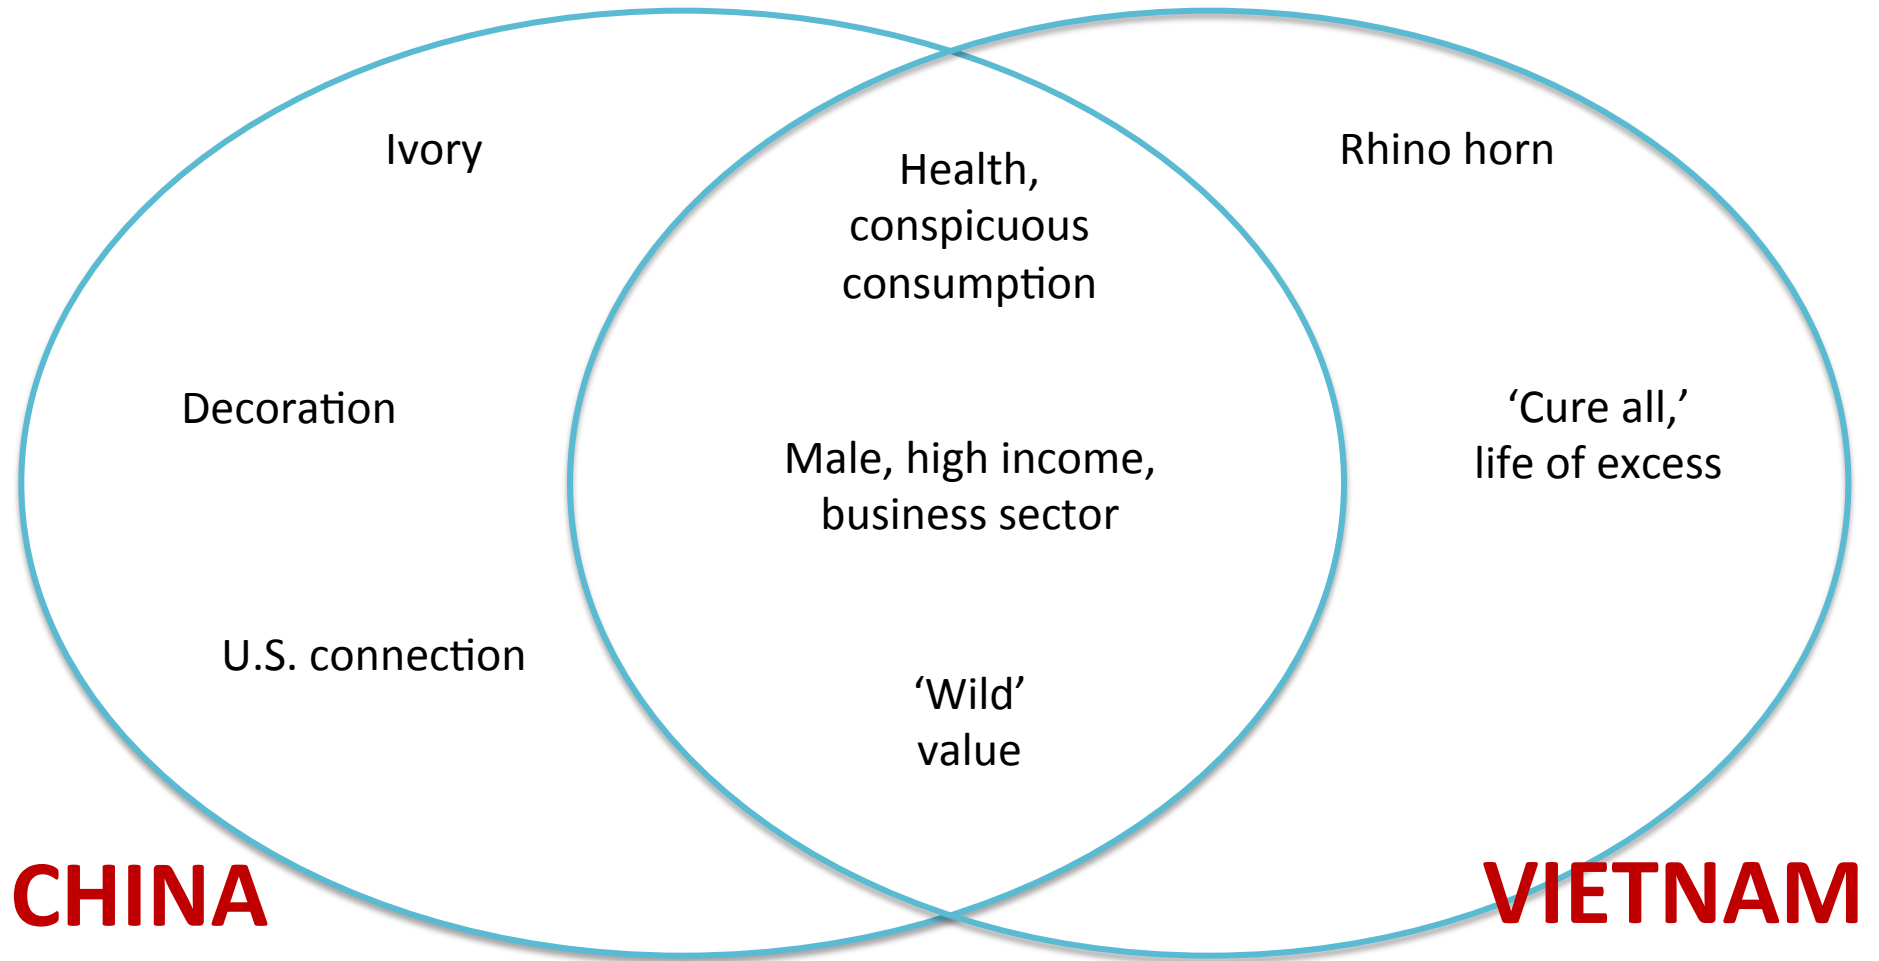 Ivory
Decoration
U.S. connection
Health,
conspicuous
consumption
Male, high income,
business sector
‘Wild’
value
Rhino horn
‘Cure all,’
life of excess
CHINA
VIETNAM